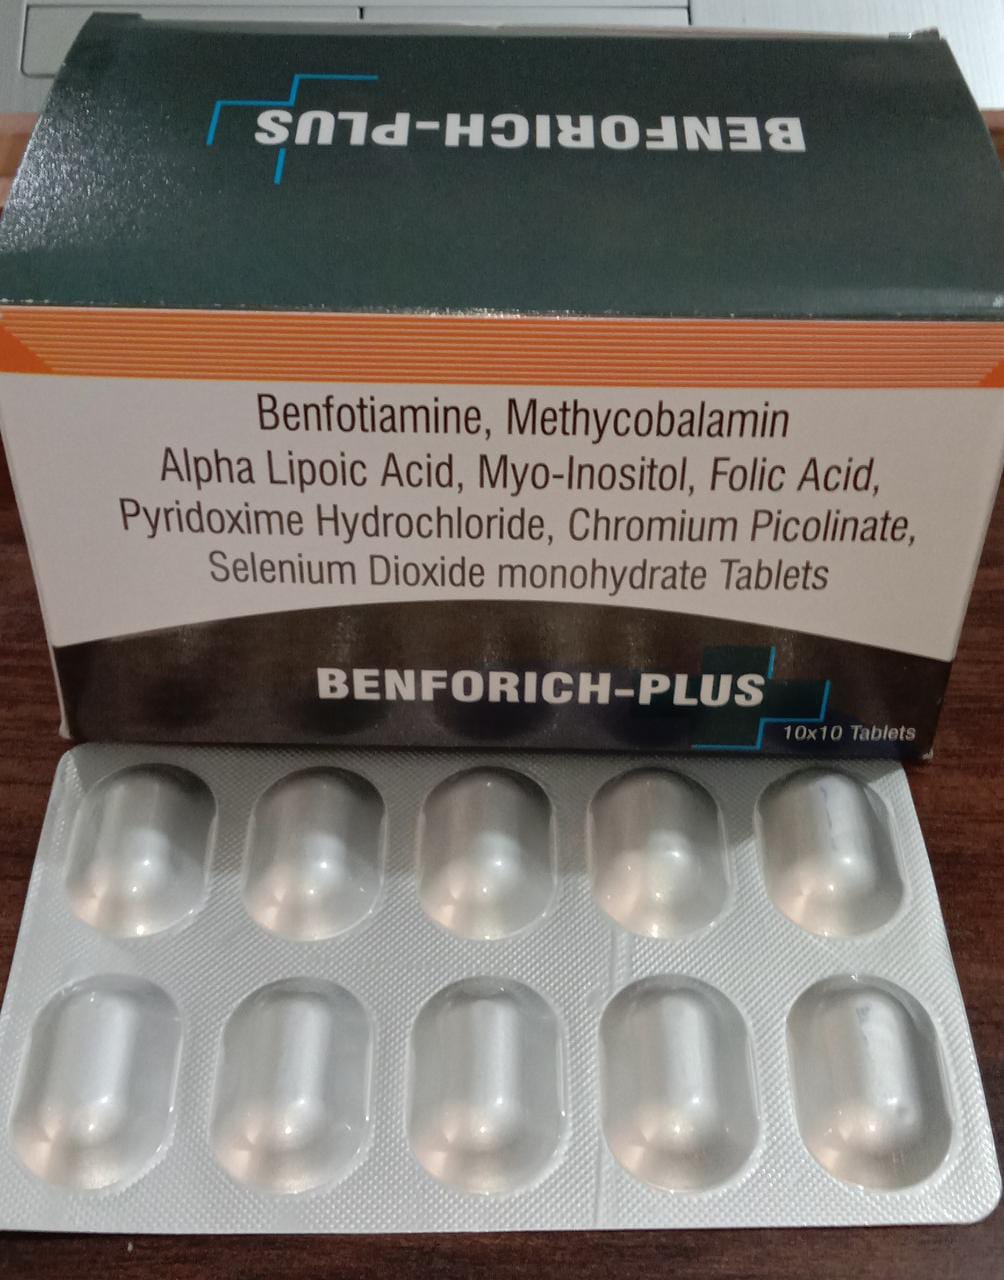 BENFORICH-PLUS
Benfotiamine, Methycobalamin
Alpha Lipoic Acid, Myo-Inositol, Folic Acid,
Pyridoxime Hydrochloride, Chromium Picolinate,
Selenium Dioxide monohydrate Tablets
BENFORICH-PLUS
10x10 Tablets